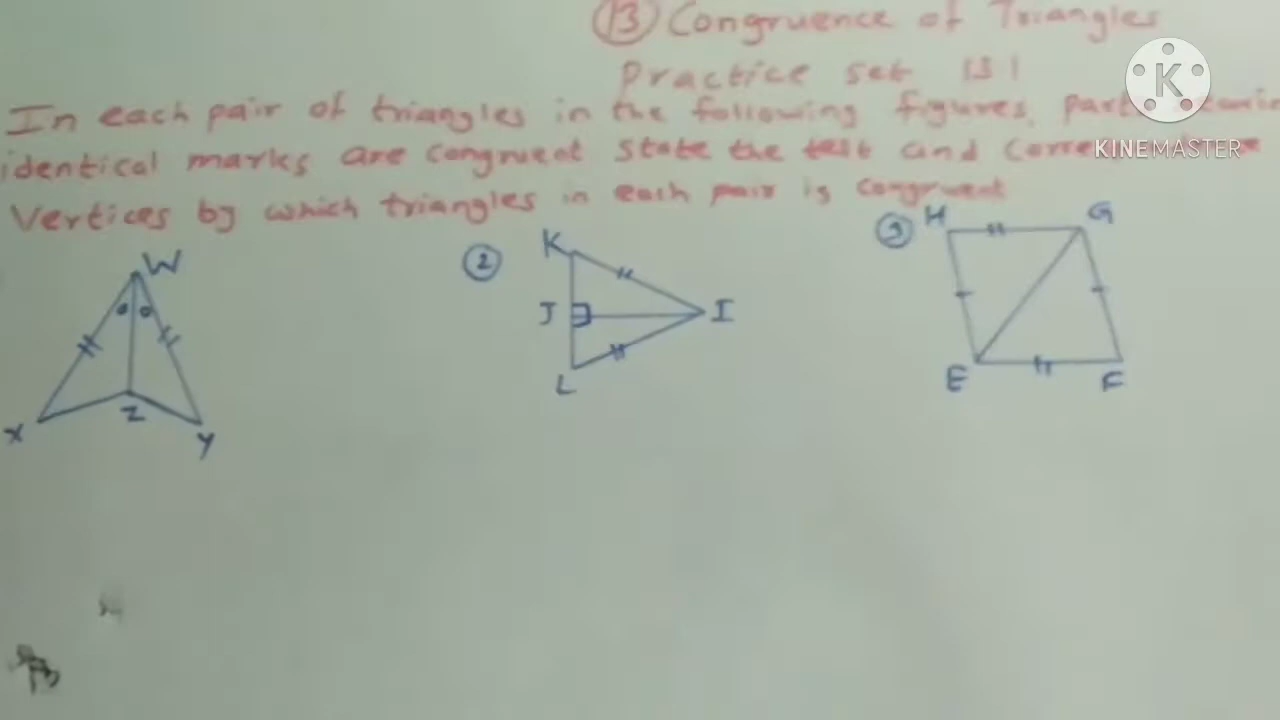 13 Congruence of Triangles
Practice set 13.1
K
KINEMASTER
In each pair of triangles in the following figures, parts
identical marks are congruent state the test and
Vertices by which triangles in each pair is congruent
W
X
Z
Y
2
K
J
I
L
3
H
G
E
F